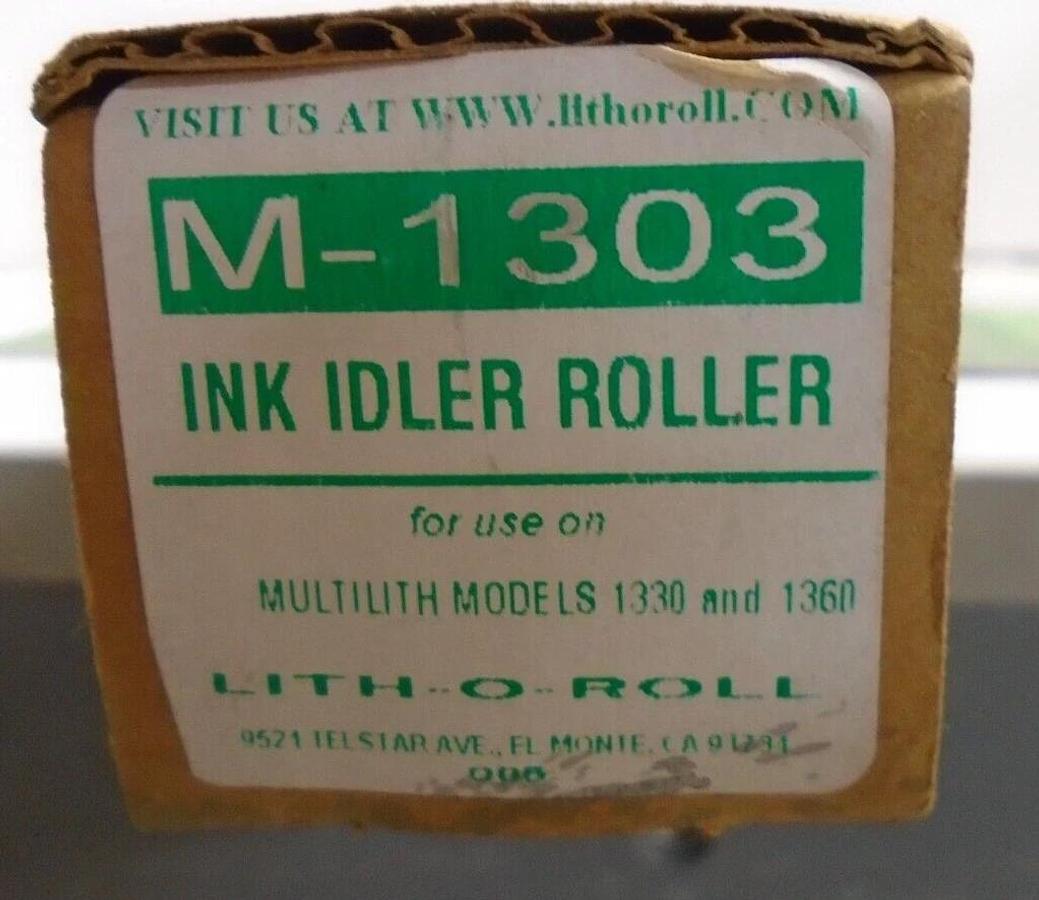 VISIT US AT WWW.lithoroll.COM
M-1303
INK IDLER ROLLER
for use on
MULTILITH MODELS 1330 and 1360
LITH-O-ROLL
9521 TELSTAR AVE., EL MONTE, CA